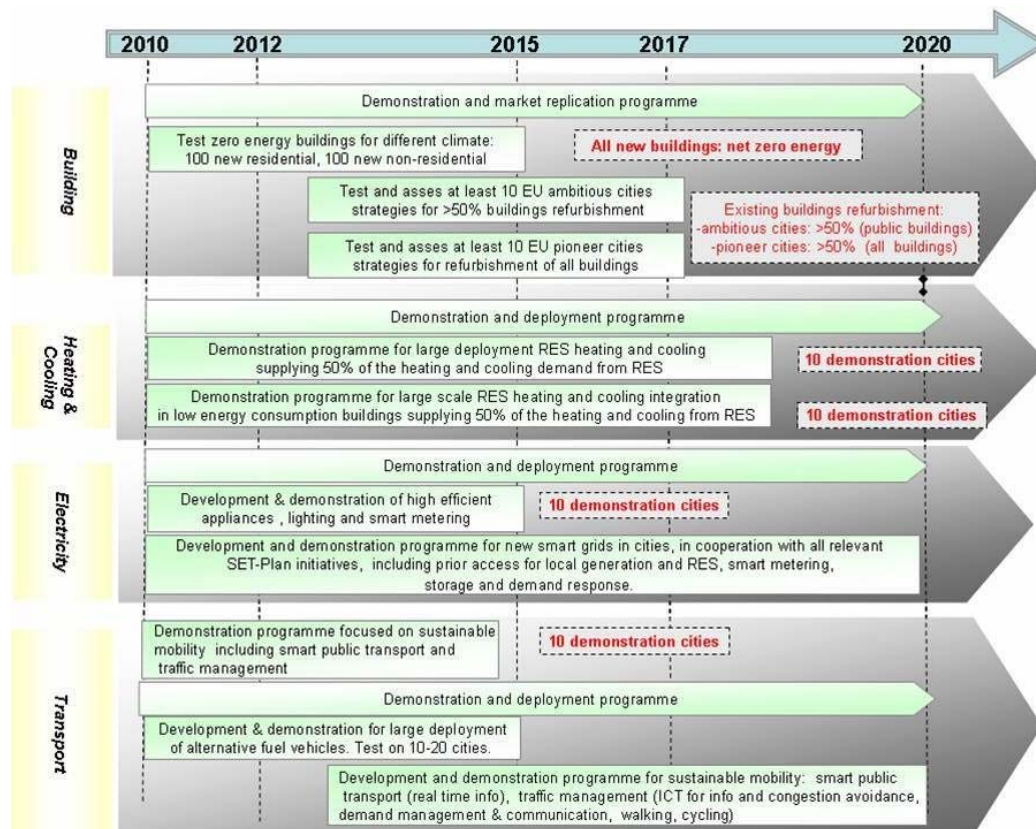 2010 2012 2015 2017 2020
Building
Demonstration and market replication programme
Test zero energy buildings for different climate:
100 new residential, 100 new non-residential
All new buildings: net zero energy
Test and asses at least 10 EU ambitious cities
strategies for >50% buildings refurbishment
Existing buildings refurbishment:
-ambitious cities: >50% (public buildings)
-pioneer cities: >50% (all buildings)
Test and asses at least 10 EU pioneer cities
strategies for refurbishment of all buildings
Heating &
Cooling
Demonstration and deployment programme
Demonstration programme for large deployment RES heating and cooling
supplying 50% of the heating and cooling demand from RES
10 demonstration cities
Demonstration programme for large scale RES heating and cooling integration
in low energy consumption buildings supplying 50% of the heating and cooling from RES
10 demonstration cities
Electricity
Demonstration and deployment programme
Development & demonstration of high efficient
appliances , lighting and smart metering
10 demonstration cities
Development and demonstration programme for new smart grids in cities, in cooperation with all relevant
SET-Plan initiatives, including prior access for local generation and RES, smart metering,
storage and demand response.
Transport
Demonstration programme focused on sustainable
mobility including smart public transport and
traffic management
10 demonstration cities
Demonstration and deployment programme
Development & demonstration for large deployment
of alternative fuel vehicles. Test on 10-20 cities.
Development and demonstration programme for sustainable mobility: smart public
transport (real time info), traffic management (ICT for info and congestion avoidance,
demand management & communication, walking, cycling)